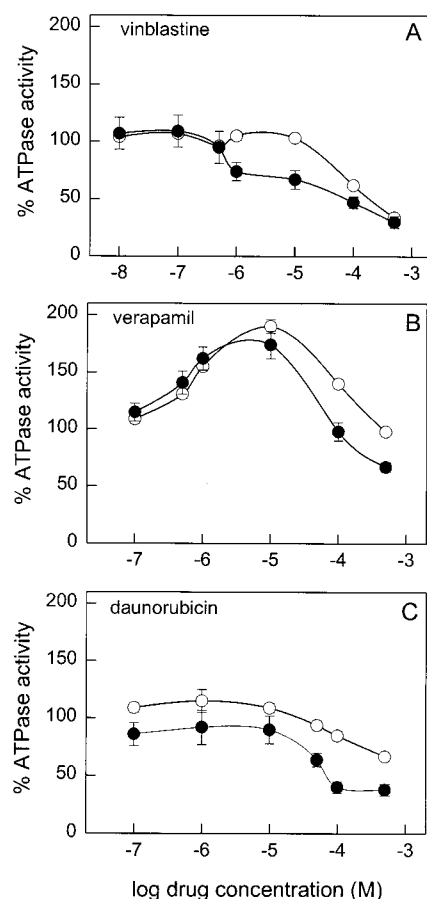 200
vinblastine
A
150
100
50
0
% ATPase activity
-8 -7 -6 -5 -4 -3
200
verapamil
B
150
100
50
0
% ATPase activity
-7 -6 -5 -4 -3
200
daunorubicin
C
150
100
50
0
% ATPase activity
-7 -6 -5 -4 -3
log drug concentration (M)